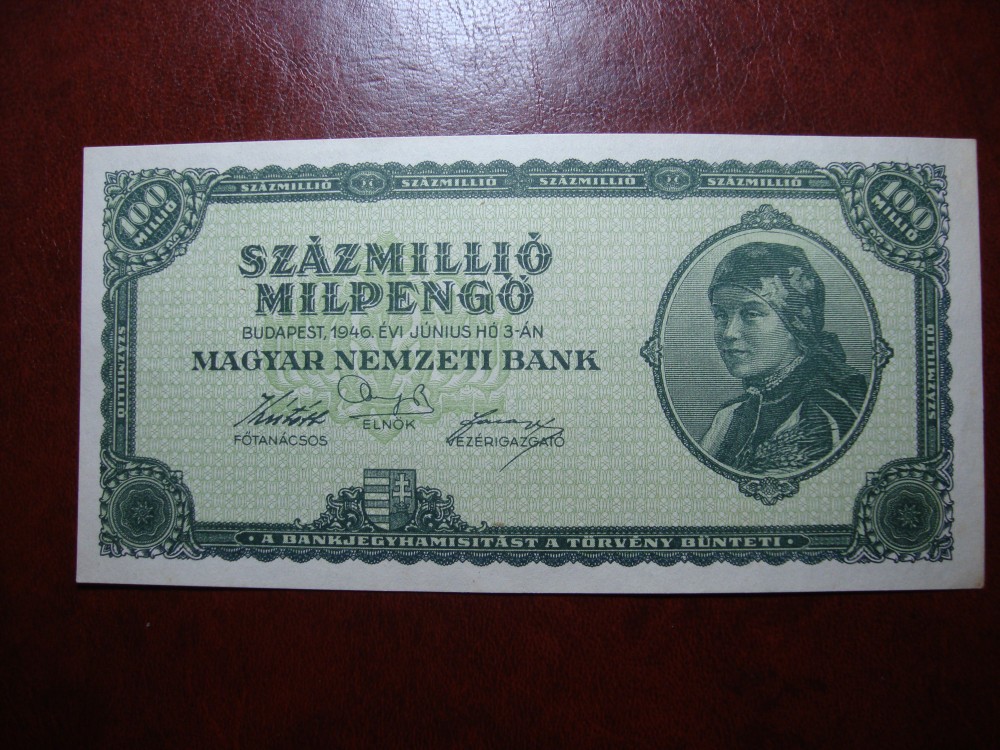 SZÁZMILLIÓ SZÁZMILLIÓ SZÁZMILLIÓ SZÁZMILLIÓ
100 MILLIÓ
100 MILLIÓ
SZÁZMILLIÓ
MILPENGŐ
BUDAPEST, 1946. ÉVI JÚNIUS HÓ 3-ÁN
MAGYAR NEMZETI BANK
ELNÖK
FŐTANÁCSOS
VEZÉRIGAZGATÓ
SZÁZMILLIÓ
SZÁZMILLIÓ
· A BANKJEGYHAMISITÁST A TÖRVÉNY BÜNTETI ·